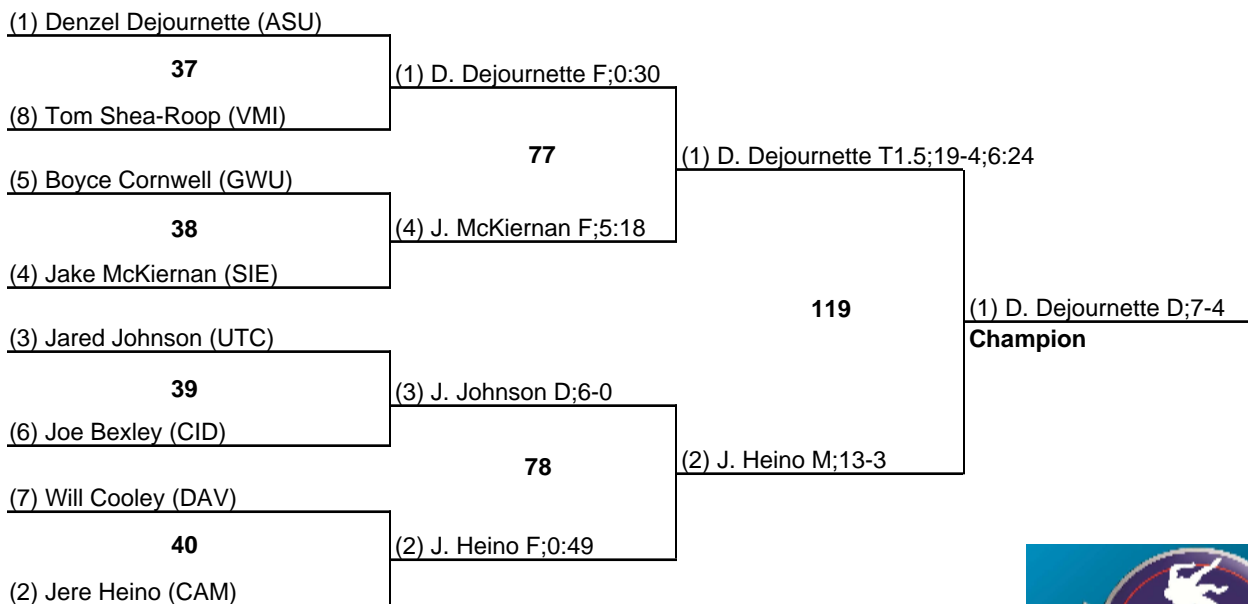 (1) Denzel Dejournette (ASU)
37
(8) Tom Shea-Roop (VMI)
(5) Boyce Cornwell (GWU)
38
(4) Jake McKiernan (SIE)
(3) Jared Johnson (UTC)
39
(6) Joe Bexley (CID)
(7) Will Cooley (DAV)
40
(2) Jere Heino (CAM)
(1) D. Dejournette F;0:30
77
(4) J. McKiernan F;5:18
(3) J. Johnson D;6-0
78
(2) J. Heino F;0:49
(1) D. Dejournette T1.5;19-4;6:24
119
(2) J. Heino M;13-3
(1) D. Dejournette D;7-4
Champion